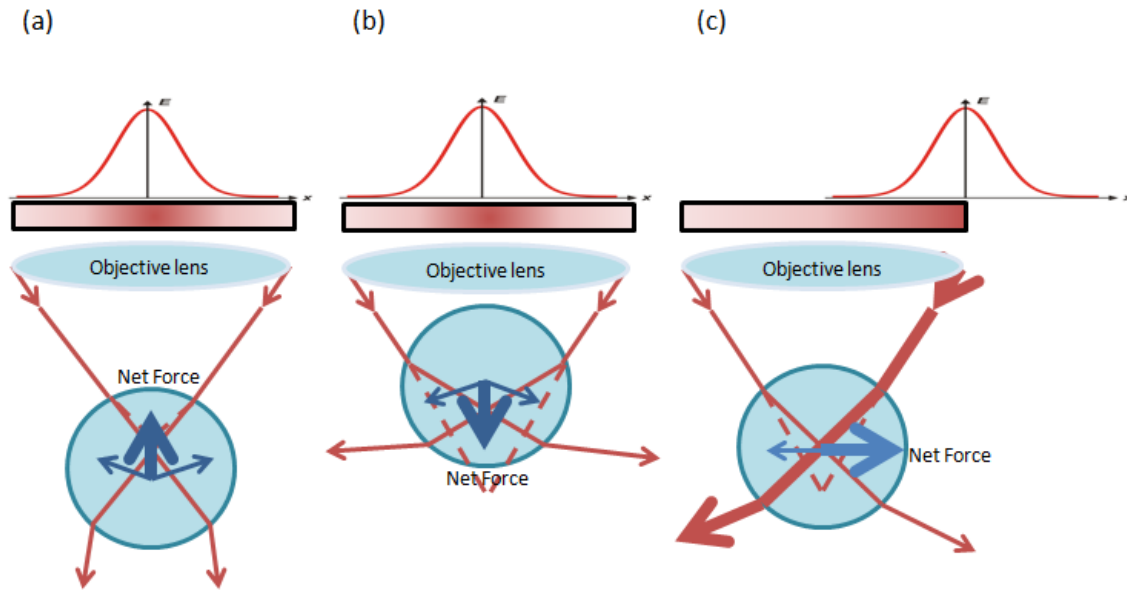 (a)
(b)
(c)
E
x
E
x
E
x
Objective lens
Objective lens
Objective lens
Net Force
Net Force
Net Force